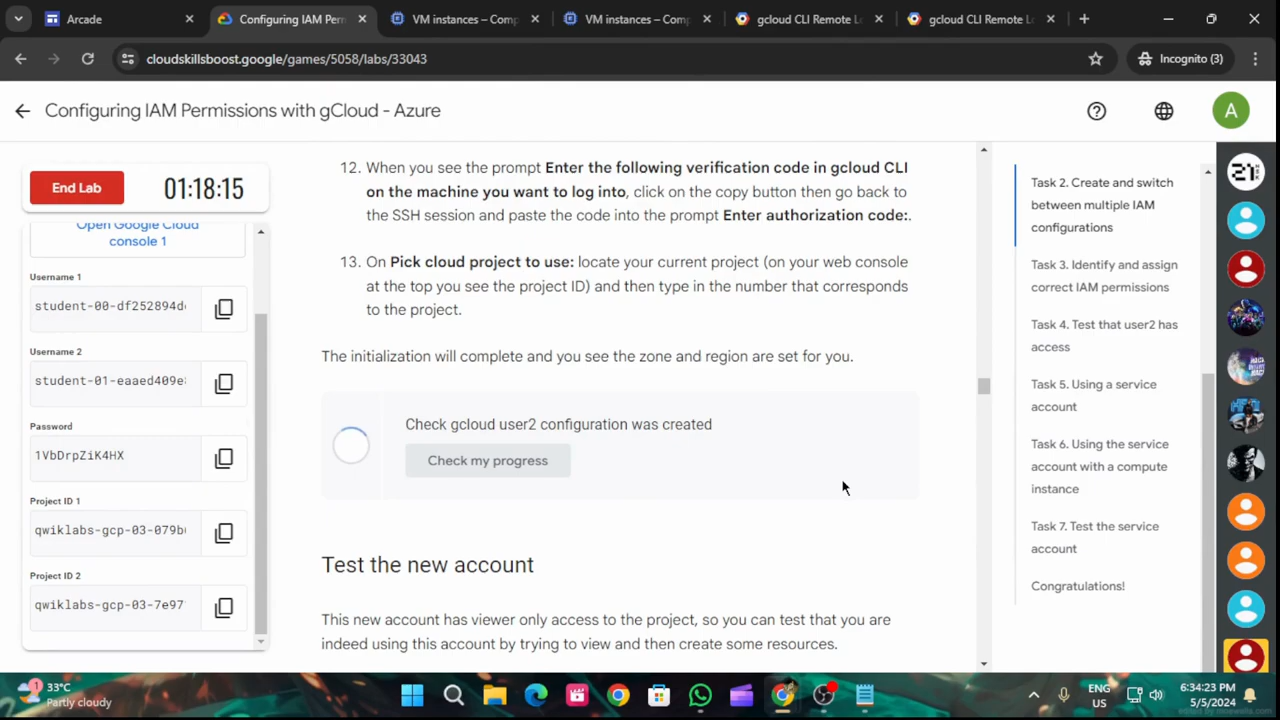 Arcade
Configuring IAM Perm
VM instances – Comp
VM instances – Comp
gcloud CLI Remote Lo
gcloud CLI Remote Lo
cloudskillsboost.google/games/5058/labs/33043
Incognito (3)
Configuring IAM Permissions with gCloud - Azure
A
End Lab
01:18:15
Open Google Cloud
console 1
Username 1
student-00-df252894d
Username 2
student-01-eaaed409e
Password
1VbDrpZiK4HX
Project ID 1
qwiklabs-gcp-03-079b
Project ID 2
qwiklabs-gcp-03-7e97
12. When you see the prompt Enter the following verification code in gcloud CLI
on the machine you want to log into, click on the copy button then go back to
the SSH session and paste the code into the prompt Enter authorization code:.
13. On Pick cloud project to use: locate your current project (on your web console
at the top you see the project ID) and then type in the number that corresponds
to the project.
The initialization will complete and you see the zone and region are set for you.
Check gcloud user2 configuration was created
Check my progress
Test the new account
This new account has viewer only access to the project, so you can test that you are
indeed using this account by trying to view and then create some resources.
Task 2. Create and switch
between multiple IAM
configurations
Task 3. Identify and assign
correct IAM permissions
Task 4. Test that user2 has
access
Task 5. Using a service
account
Task 6. Using the service
account with a compute
instance
Task 7. Test the service
account
Congratulations!
21
1
33°C
Partly cloudy
ENG
US
6:34:23 PM
5/5/2024